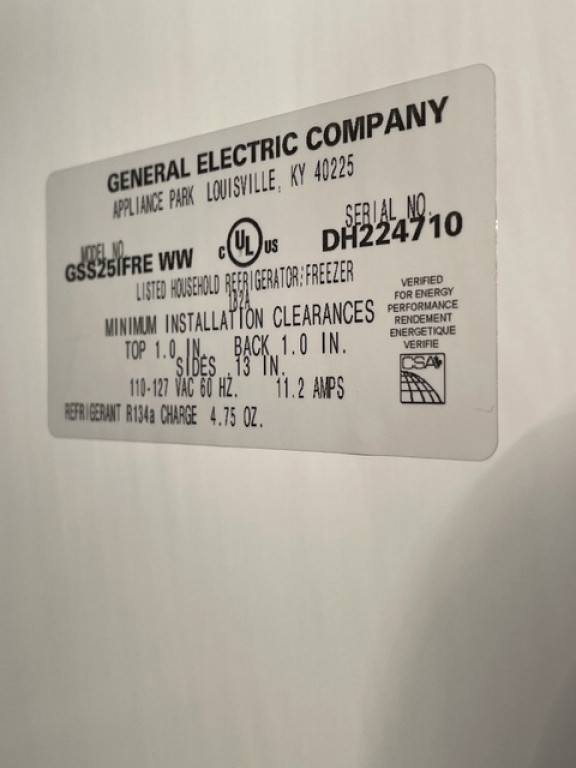 GENERAL ELECTRIC COMPANY
APPLIANCE PARK LOUISVILLE, KY 40225
MODEL NO. SERIAL NO.
GSS25IFRE WW C UL US DH224710
LISTED HOUSEHOLD REFRIGERATOR/FREEZER
MINIMUM INSTALLATION CLEARANCES
TOP 1.0 IN. BACK 1.0 IN.
SIDES .13 IN.
110-127 VAC 60 HZ. 11.2 AMPS
REFRIGERANT R134a CHARGE 4.75 OZ.
VERIFIED
FOR ENERGY
PERFORMANCE
RENDEMENT
ENERGETIQUE
VERIFIE
CSA